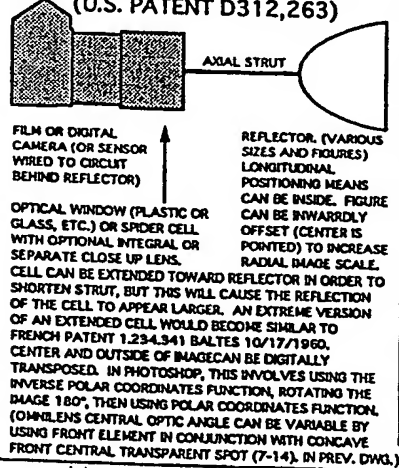 (U.S. PATENT D312,263)
AXIAL STRUT
FILM OR DIGITAL
CAMERA (OR SENSOR
WIRED TO CIRCUIT
BEHIND REFLECTOR)
REFLECTOR. (VARIOUS
SIZES AND FIGURES)
LONGITUDINAL
POSITIONING MEANS
CAN BE INSIDE. FIGURE
CAN BE INWARRDLY
OFFSET (CENTER IS
POINTED) TO INCREASE
RADIAL IMAGE SCALE.
OPTICAL WINDOW (PLASTIC OR
GLASS, ETC.) OR SPIDER CELL
WITH OPTIONAL INTEGRAL OR
SEPARATE CLOSE UP LENS.
CELL CAN BE EXTENDED TOWARD REFLECTOR IN ORDER TO
SHORTEN STRUT, BUT THIS WILL CAUSE THE REFLECTION
OF THE CELL TO APPEAR LARGER. AN EXTREME VERSION
OF AN EXTENDED CELL WOULD BECOME SIMILAR TO
FRENCH PATENT 1.234.341 BALTES 10/17/1960.
CENTER AND OUTSIDE OF IMAGECAN BE DIGITALLY
TRANSPOSED. IN PHOTOSHOP, THIS INVOLVES USING THE
INVERSE POLAR COORDINATES FUNCTION, ROTATING THE
IMAGE 180°, THEN USING POLAR COORDINATES FUNCTION.
(OMNILENS CENTRAL OPTIC ANGLE CAN BE VARIABLE BY
USING FRONT ELEMENT IN CONJUNCTION WITH CONCAVE
FRONT CENTRAL TRANSPARENT SPOT (7-14). IN PREV. DWG.)